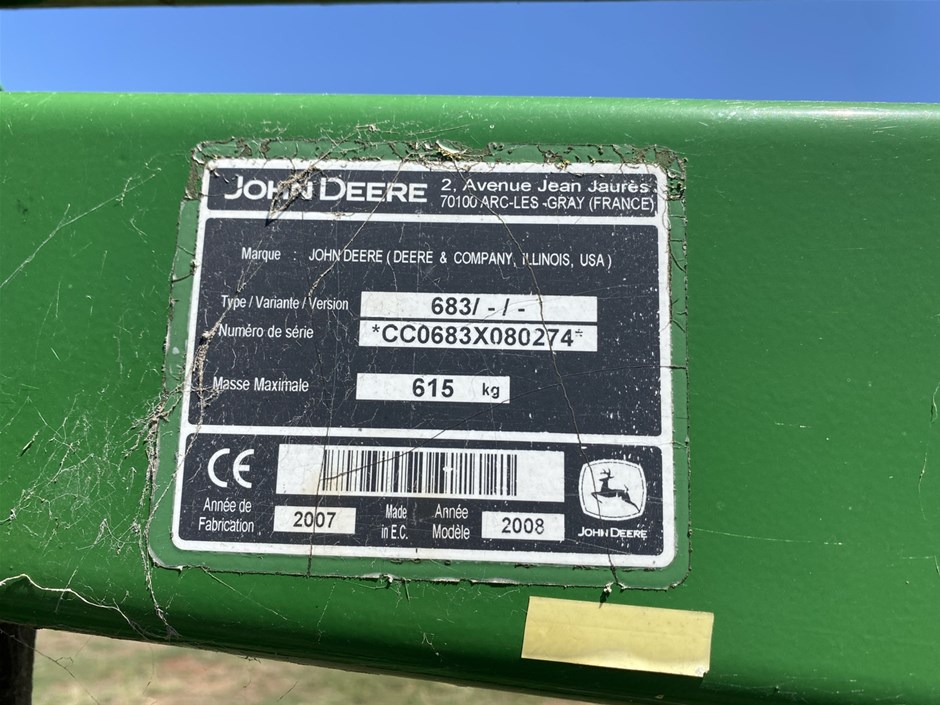 JOHN DEERE
2, Avenue Jean Jaurès
70100 ARC-LES -GRAY (FRANCE)
Marque : JOHN DEERE ( DEERE & COMPANY, ILLINOIS, USA )
Type / Variante / Version 683/ - / -
Numéro de série *CC0683X080274*
Masse Maximale 615 kg
CE
Année de Fabrication 2007
Made in E.C.
Année Modèle 2008
JOHN DEERE